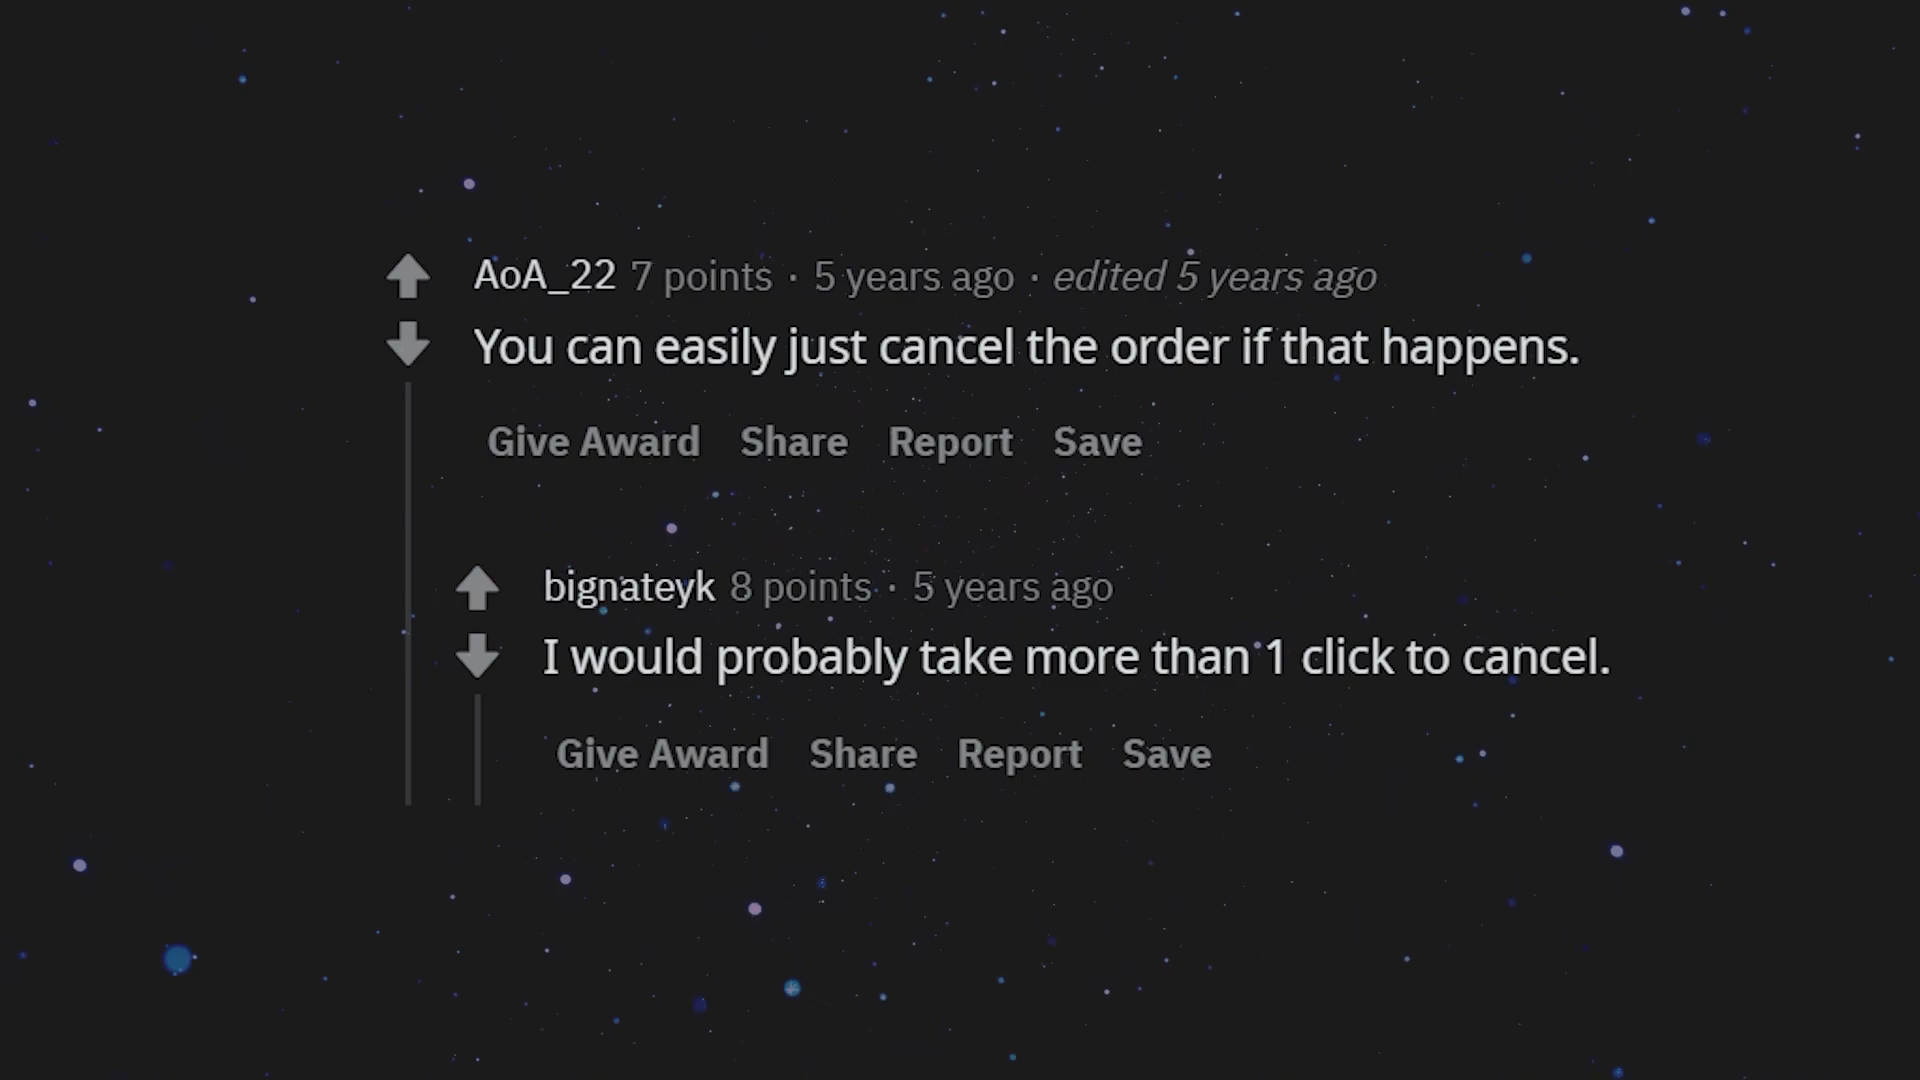 AoA_22 7 points · 5 years ago · edited 5 years ago
You can easily just cancel the order if that happens.
Give Award Share Report Save
bignateyk 8 points · 5 years ago
I would probably take more than 1 click to cancel.
Give Award Share Report Save